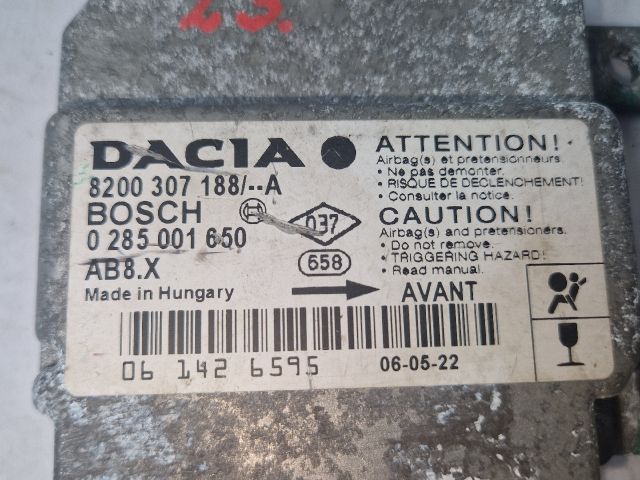 23.
DACIA
8200 307 188/--A
BOSCH
0 285 001 650
AB8.X
Made in Hungary
037
658
AVANT
ATTENTION!
Airbag(s) et pretensionneurs
• Ne pas demonter.
• RISQUE DE DECLENCHEMENT!
• Consulter la notice.
CAUTION!
Airbag(s) and pretensioners.
• Do not remove.
• TRIGGERING HAZARD!
• Read manual.
06 142 6595
06-05-22